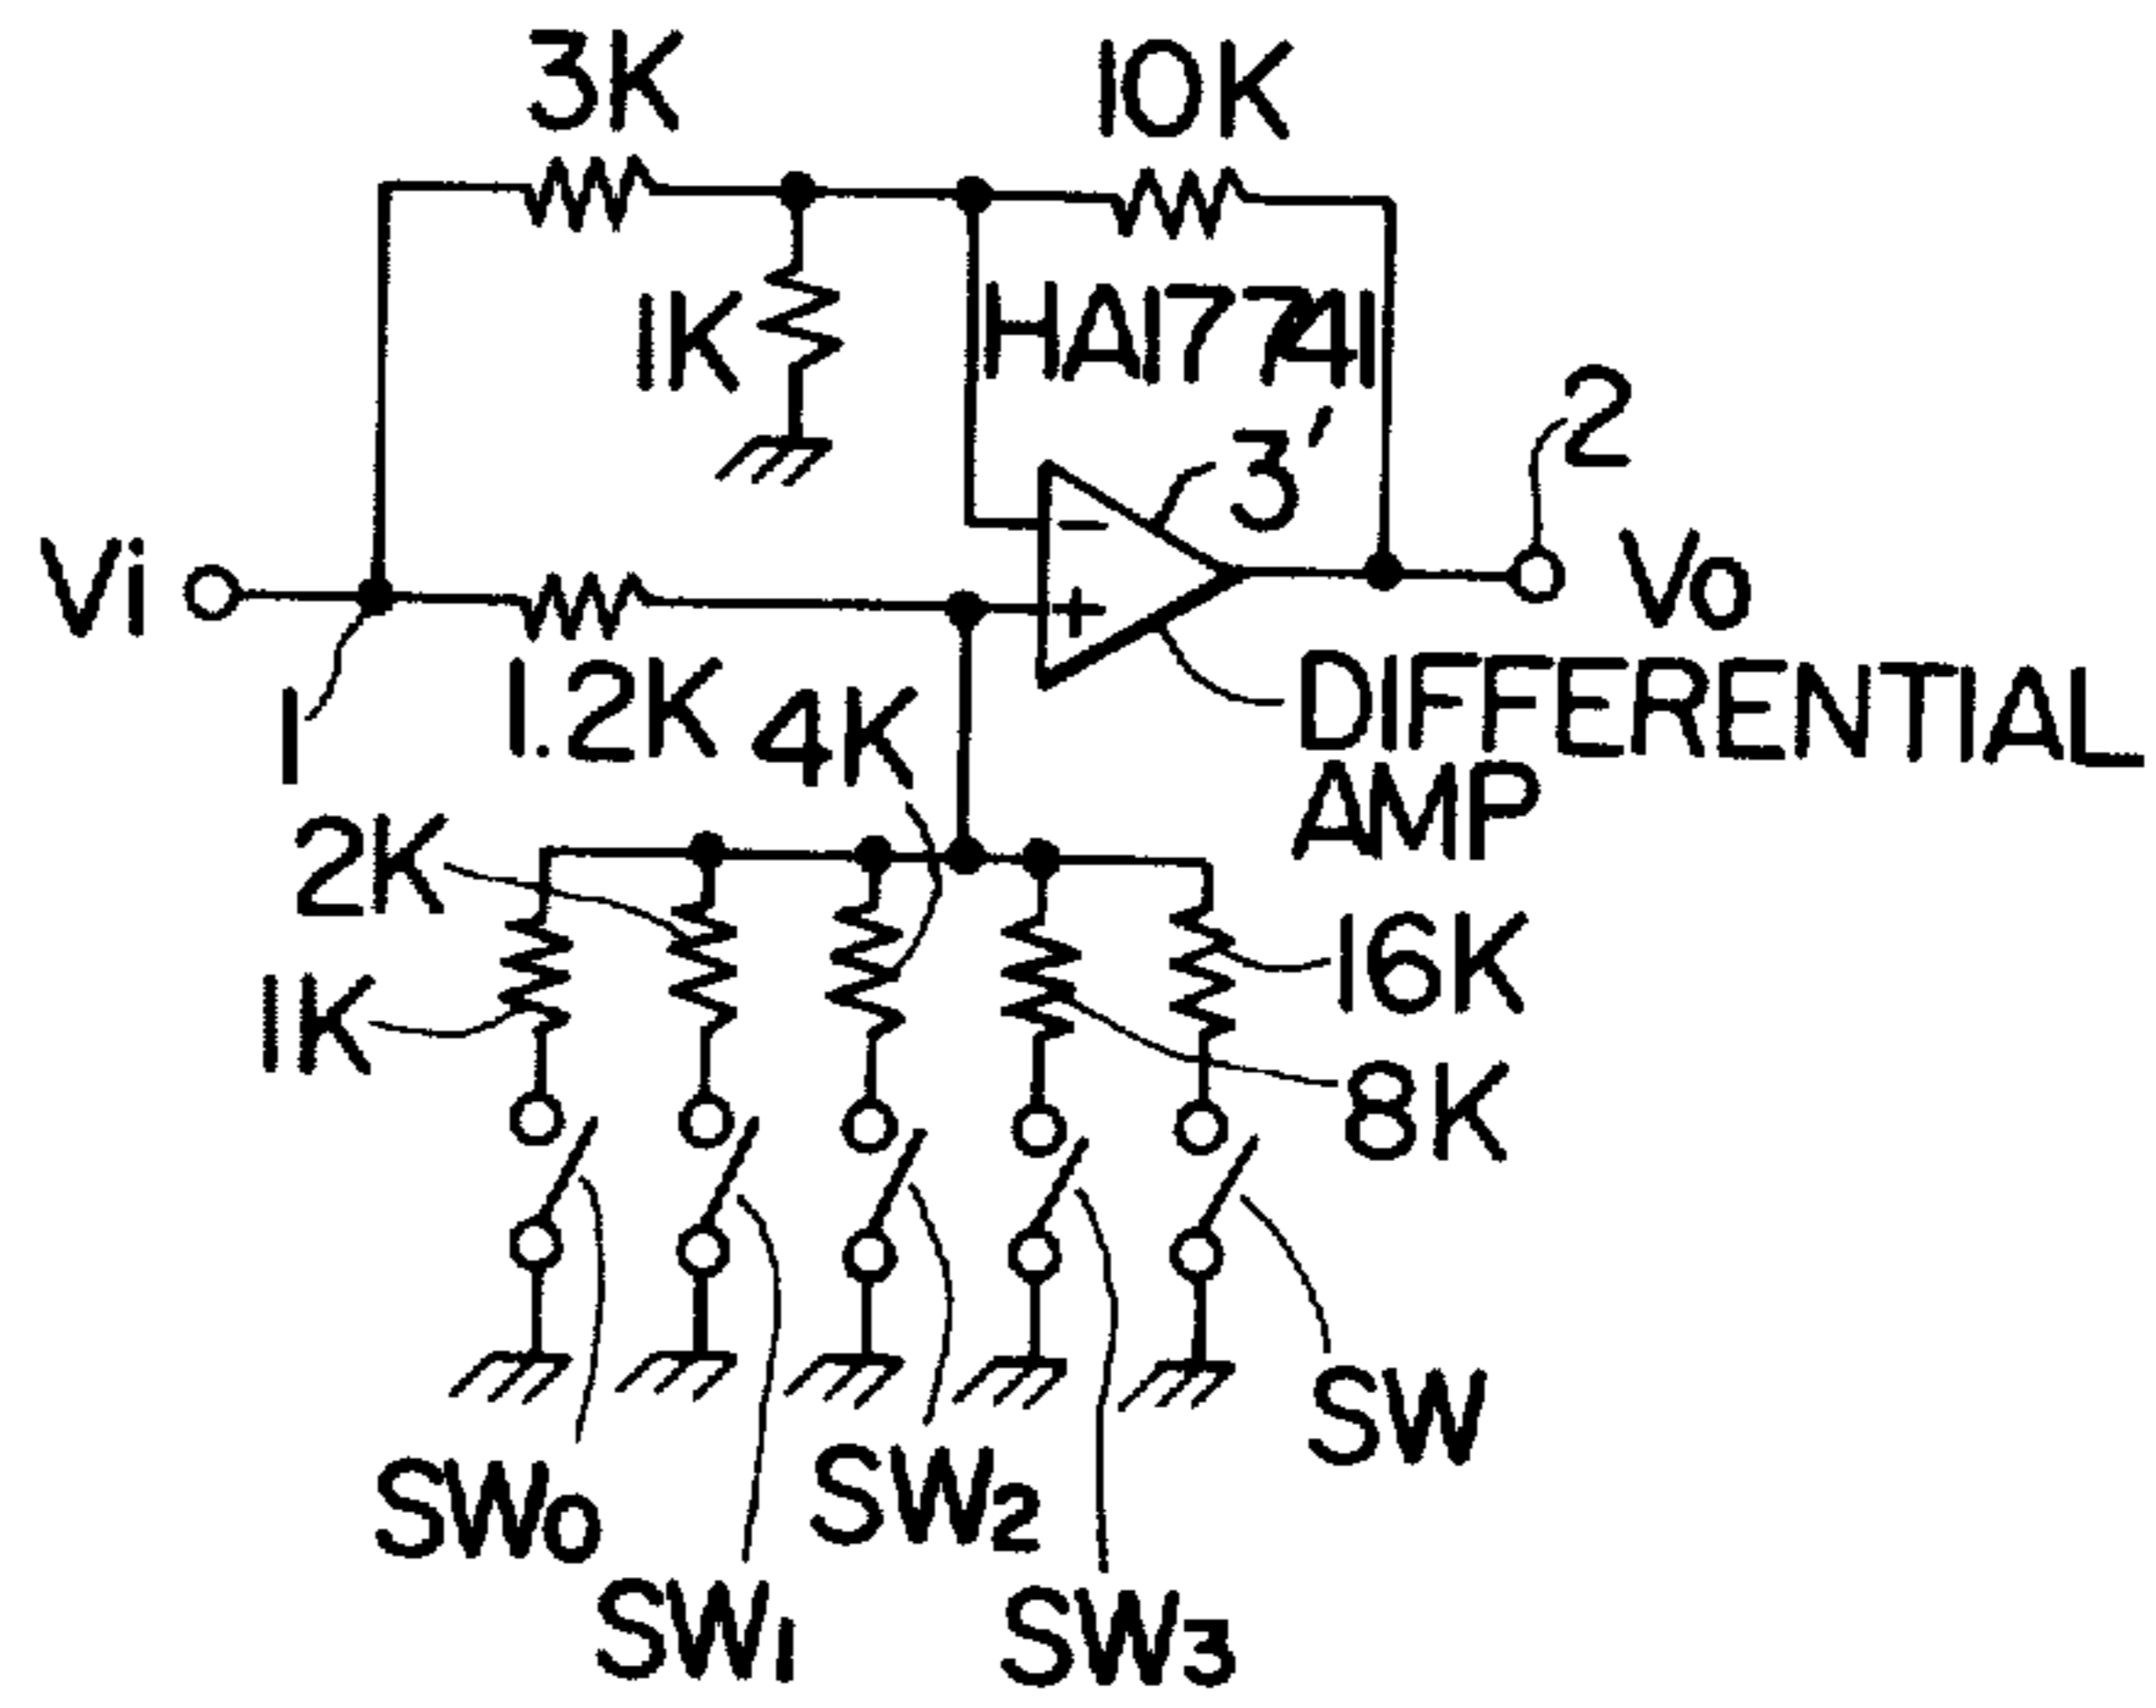 3K
10K
1K
HA17741
3'
2
Vi
Vo
1
1.2K
4K
DIFFERENTIAL
AMP
2K
1K
16K
8K
SW
SW0
SW2
SW1
SW3